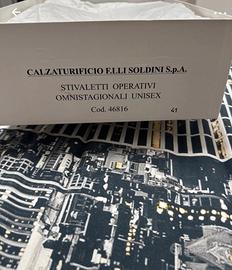 CALZATURIFICIO F.LLI SOLDINI S.p.A.
STIVALETTI OPERATIVI
OMNISTAGIONALI UNISEX
Cod. 46816
41